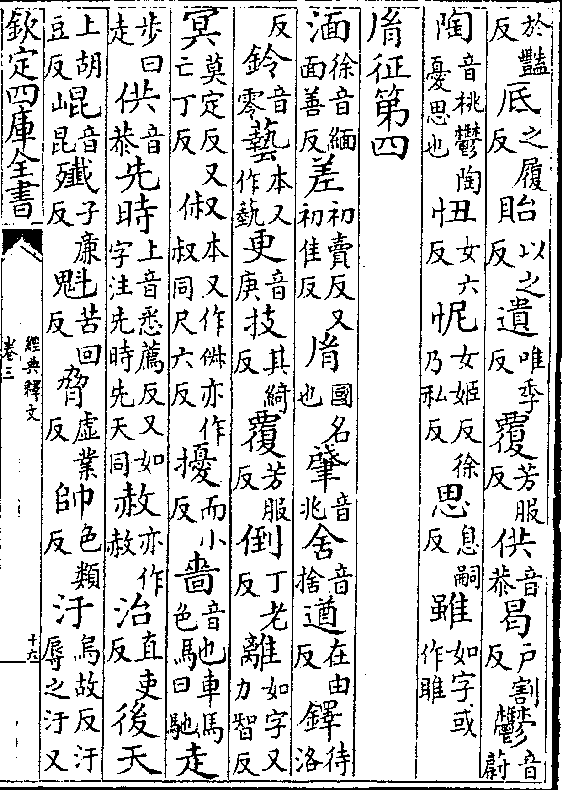 於豔反底之履反貽以之反遺唯季反覆芳服反供音恭曷戶割反鬱音蔚
陶音桃鬱陶憂思也忸女六反怩女姬反徐乃私反思息嗣反雖如字或作雎
胤征第四
湎徐音緬面善反差初賣反又初佳反胤國名也肇音兆舍音捨遒在由反鐸待洛
反鈴音零藝本又作埶更音庚技其綺反覆芳服反倒丁老反離如字又力智反
冥莫定反又亡丁反俶本又作㑐亦作叔同尺六反擾而小反嗇音色也車馬馬曰馳走
步曰走供音恭先時上音悉薦反又如字注先時先天同赦亦作赦治直吏反後天
上胡豆反崐音昆殲子廉反魁苦回反脅虛業反帥色類反汙烏故反汙辱之汙又
欽定四庫全書
經典釋文
卷三
十六